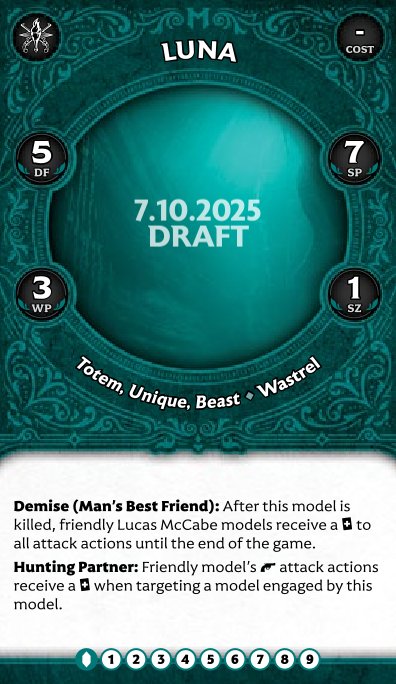 LUNA
-
COST
5
DF
7
SP
7.10.2025
DRAFT
3
WP
1
SZ
Totem, Unique, Beast ⬥ Wastrel
Demise (Man's Best Friend): After this model is
killed, friendly Lucas McCabe models receive a 🂠 to
all attack actions until the end of the game.
Hunting Partner: Friendly model's attack actions
receive a when targeting a model engaged by this
model.
1 2 3 4 5 6 7 8 9